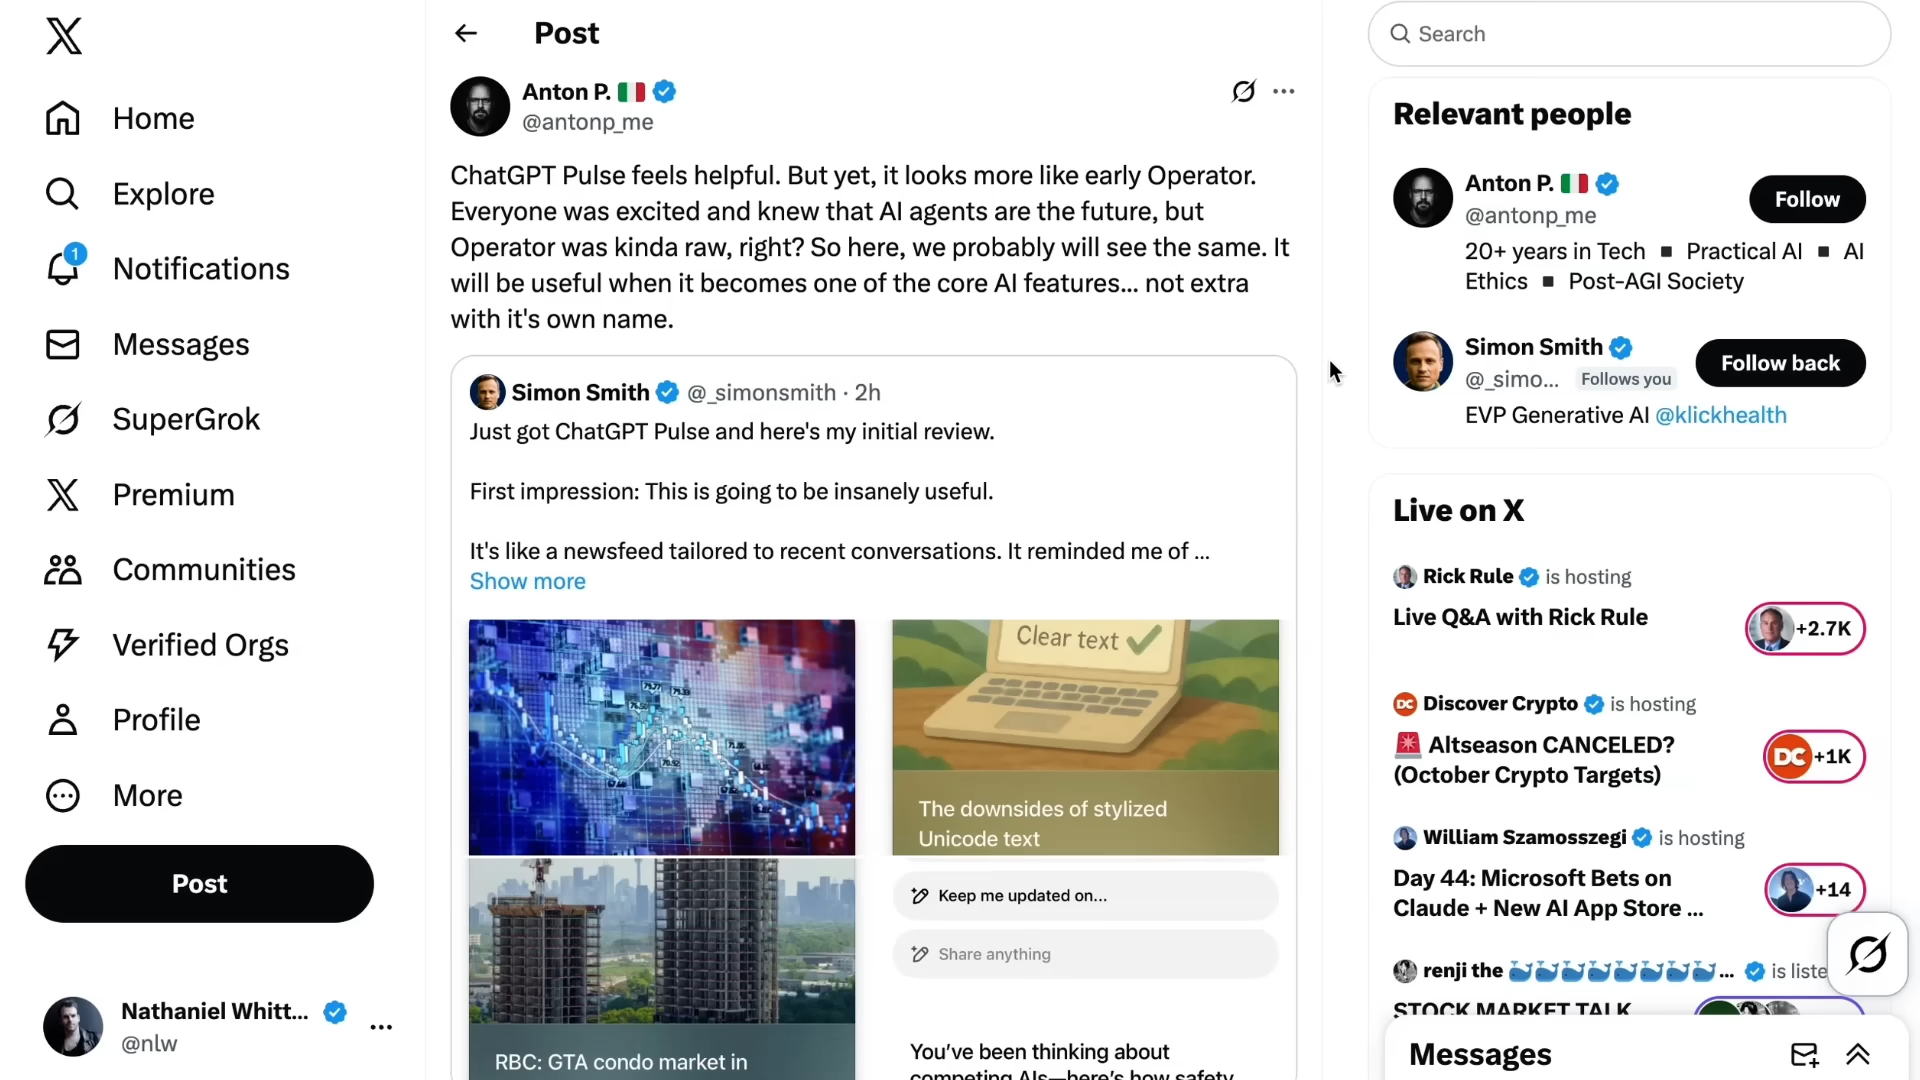 Home
Explore
1
Notifications
Messages
SuperGrok
Premium
Communities
Verified Orgs
Profile
More
Post
Nathaniel Whitt...
@nlw
Post
Anton P.
@antonp_me
ChatGPT Pulse feels helpful. But yet, it looks more like early Operator.
Everyone was excited and knew that AI agents are the future, but
Operator was kinda raw, right? So here, we probably will see the same. It
will be useful when it becomes one of the core AI features... not extra
with it's own name.
Simon Smith @_simonsmith · 2h
Just got ChatGPT Pulse and here's my initial review.
First impression: This is going to be insanely useful.
It's like a newsfeed tailored to recent conversations. It reminded me of ...
Show more
Clear text
The downsides of stylized
Unicode text
RBC: GTA condo market in
Keep me updated on...
Share anything
You've been thinking about
competing AIs—here's how safety
Search
Relevant people
Anton P.
@antonp_me
Follow
20+ years in Tech ▪ Practical AI ▪ AI
Ethics ▪ Post-AGI Society
Simon Smith
@_simo... Follows you
Follow back
EVP Generative AI @klickhealth
Live on X
Rick Rule is hosting
Live Q&A with Rick Rule
+2.7K
Discover Crypto is hosting
🚨 Altseason CANCELED?
(October Crypto Targets)
DC +1K
William Szamosszegi is hosting
Day 44: Microsoft Bets on
Claude + New AI App Store ...
+14
renji the 🐳🐳🐳🐳🐳🐳🐳🐳... is liste
STOCK MARKET TALK
Messages